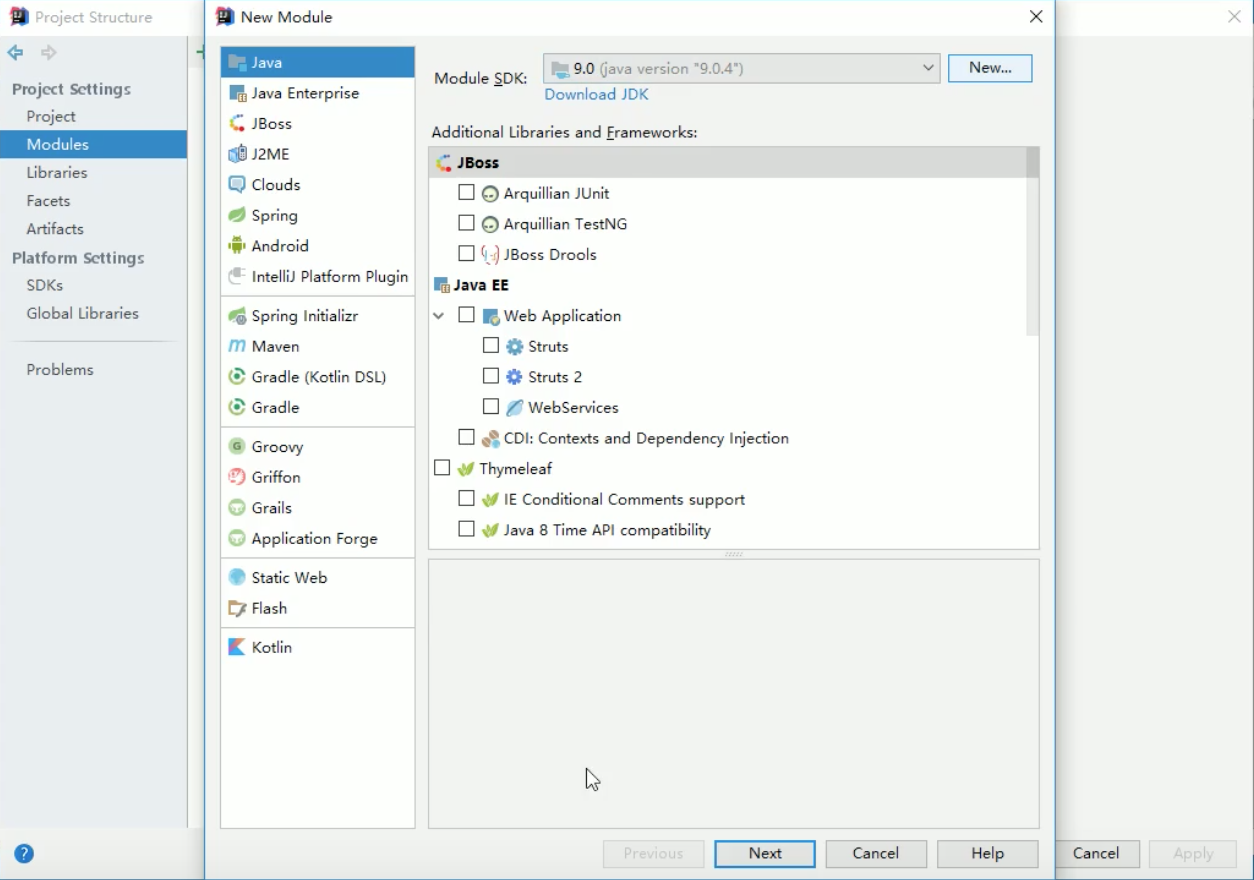 Project Structure
Project Settings
Project
Modules
Libraries
Facets
Artifacts
Platform Settings
SDKs
Global Libraries
Problems
New Module
Java
Java Enterprise
JBoss
J2ME
Clouds
Spring
Android
IntelliJ Platform Plugin
Spring Initializr
Maven
Gradle (Kotlin DSL)
Gradle
Groovy
Griffon
Grails
Application Forge
Static Web
Flash
Kotlin
Module SDK: 9.0 (java version "9.0.4") New...
Download JDK
Additional Libraries and Frameworks:
JBoss
Arquillian JUnit
Arquillian TestNG
JBoss Drools
Java EE
Web Application
Struts
Struts 2
WebServices
CDI: Contexts and Dependency Injection
Thymeleaf
IE Conditional Comments support
Java 8 Time API compatibility
Previous Next Cancel Help
Cancel Apply